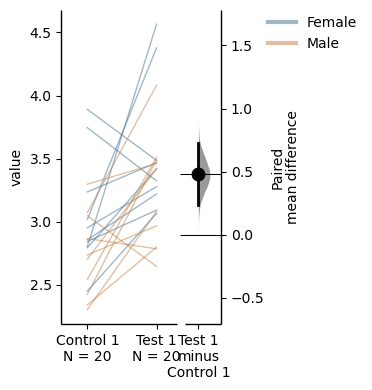 Female
Male
value
4.5
4.0
3.5
3.0
2.5
Control 1
N = 20
Test 1
N = 20
Test 1
minus
Control 1
1.5
1.0
0.5
0.0
−0.5
Paired
mean difference